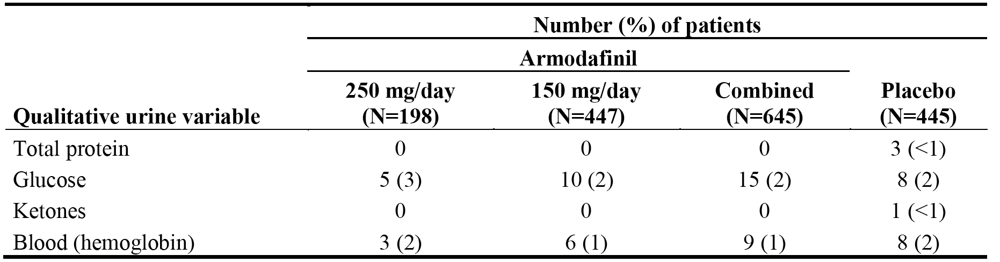 Number (%) of patients
Armodafinil
250 mg/day 150 mg/day Combined Placebo
Qualitative urine variable (N=198) (N=447) (N=645) (N=445)
Total protein 0 0 0 3 (<1)
Glucose 5 (3) 10 (2) 15 (2) 8 (2)
Ketones 0 0 0 1 (<1)
Blood (hemoglobin) 3 (2) 6 (1) 9 (1) 8 (2)